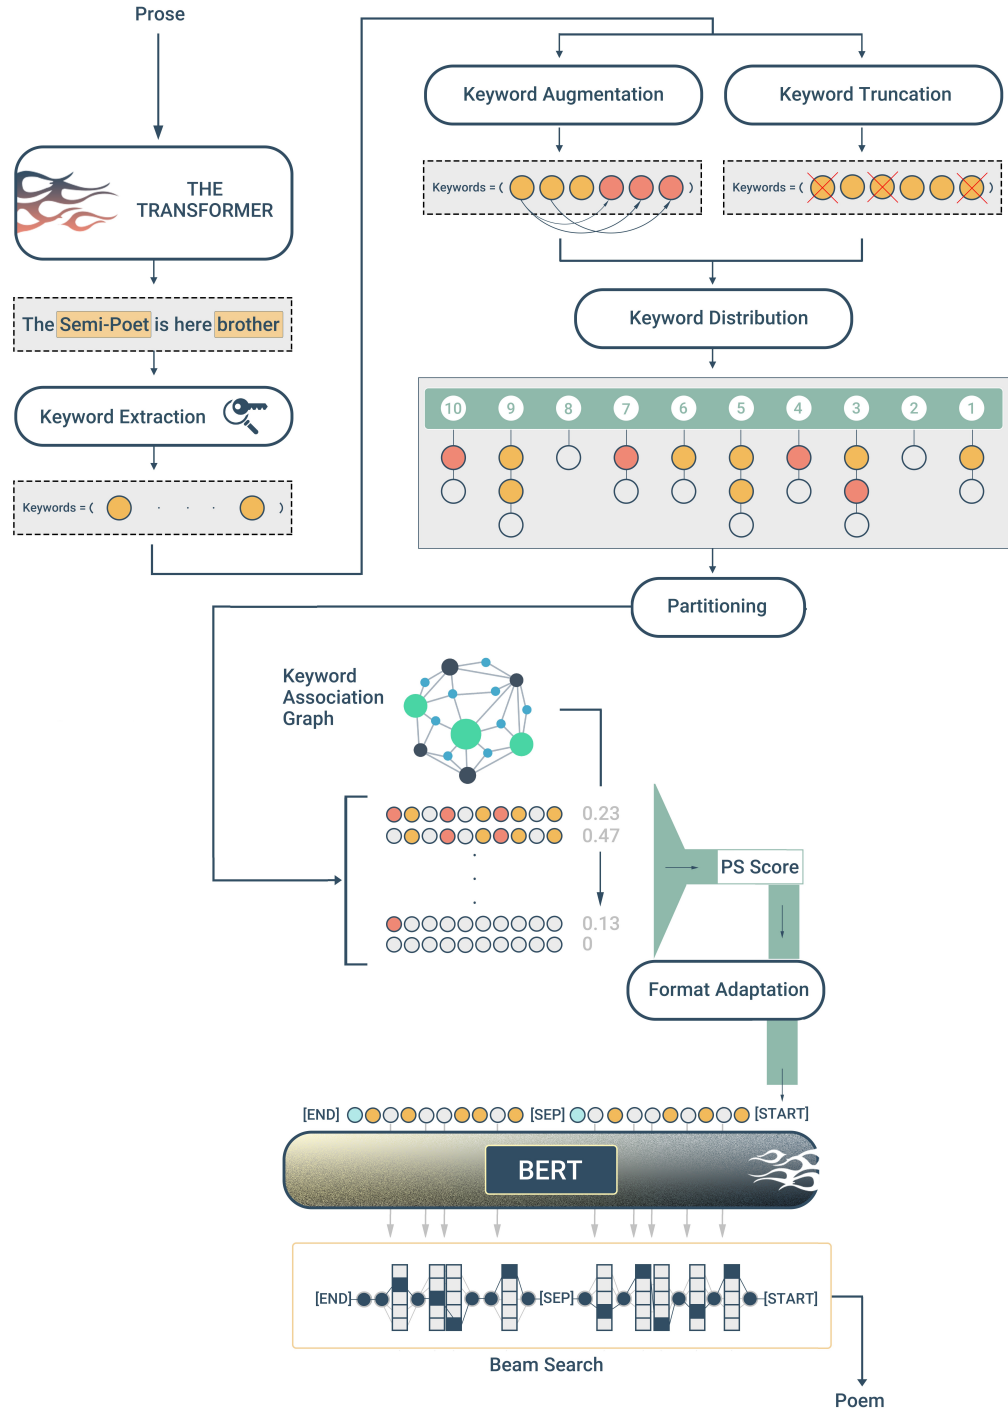 Prose
THE
TRANSFORMER
The Semi-Poet is here brother
Keyword Extraction
Keywords = ( . . . )
Keyword Augmentation
Keyword Truncation
Keywords = ( )
Keywords = ( )
Keyword Distribution
10 9 8 7 6 5 4 3 2 1
Partitioning
Keyword
Association
Graph
0.23
0.47
.
.
.
0.13
0
PS Score
Format Adaptation
[END] [SEP] [START]
BERT
[END] [SEP] [START]
Beam Search
Poem